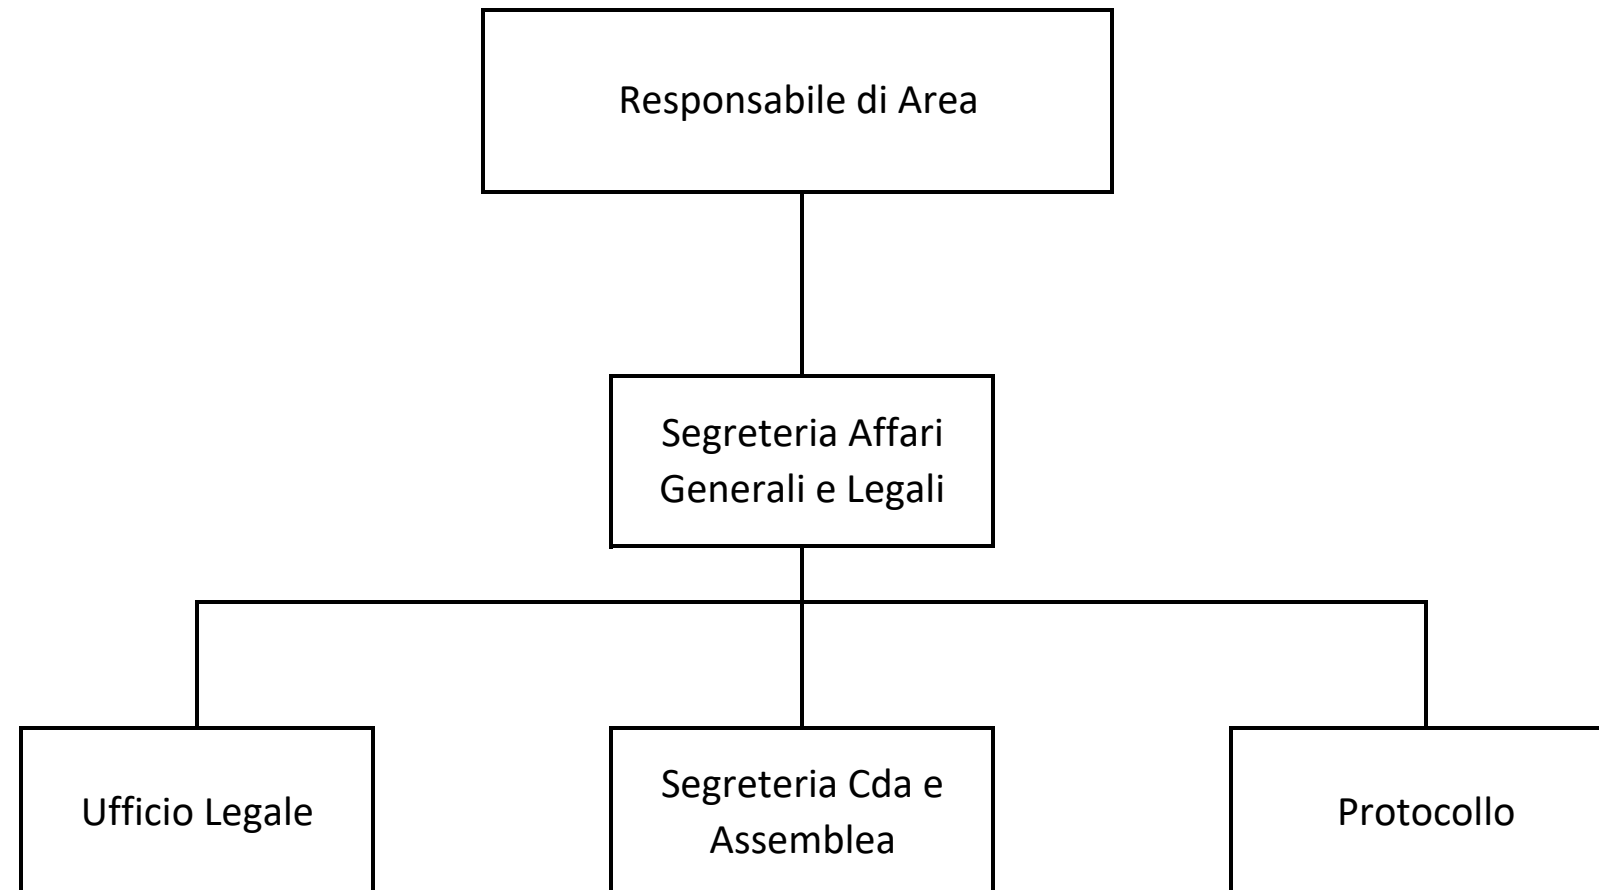 Responsabile di Area
Segreteria Affari
Generali e Legali
Ufficio Legale
Segreteria Cda e
Assemblea
Protocollo